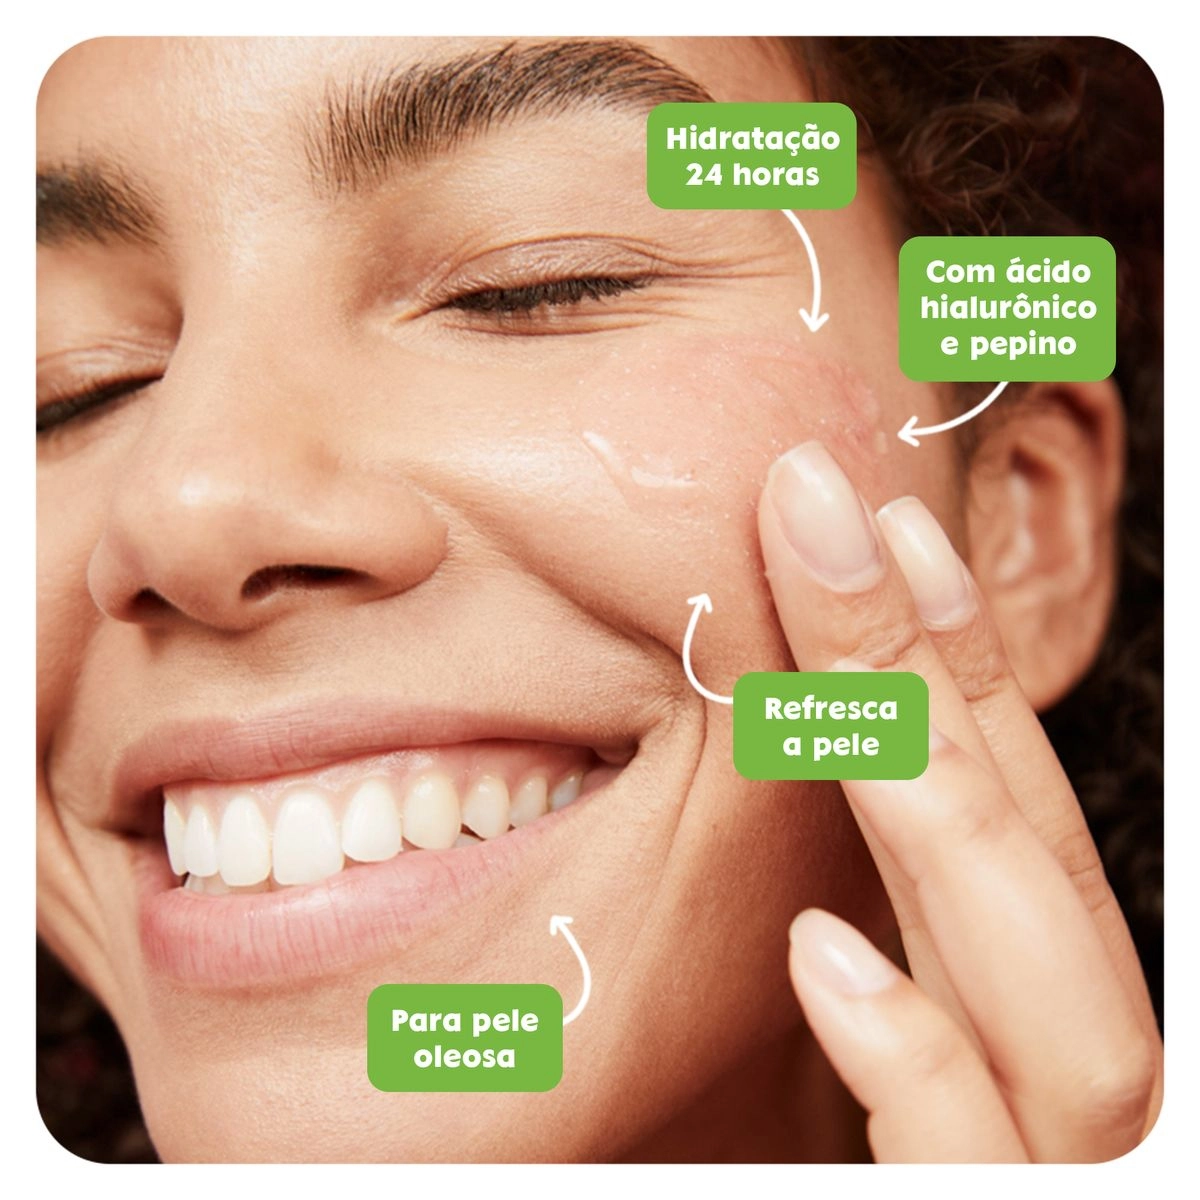 Hidratação
24 horas
Com ácido
hialurônico
e pepino
Refresca
a pele
Para pele
oleosa